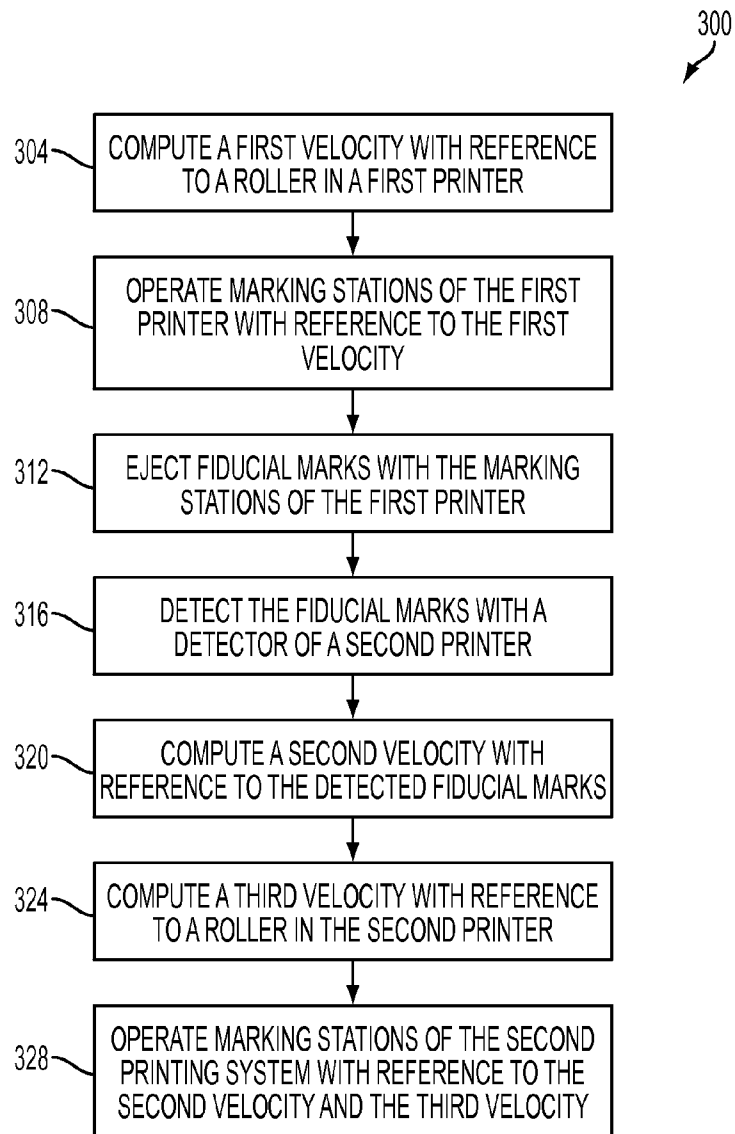 300
304
COMPUTE A FIRST VELOCITY WITH REFERENCE
TO A ROLLER IN A FIRST PRINTER
308
OPERATE MARKING STATIONS OF THE FIRST
PRINTER WITH REFERENCE TO THE FIRST
VELOCITY
312
EJECT FIDUCIAL MARKS WITH THE MARKING
STATIONS OF THE FIRST PRINTER
316
DETECT THE FIDUCIAL MARKS WITH A
DETECTOR OF A SECOND PRINTER
320
COMPUTE A SECOND VELOCITY WITH
REFERENCE TO THE DETECTED FIDUCIAL MARKS
324
COMPUTE A THIRD VELOCITY WITH REFERENCE
TO A ROLLER IN THE SECOND PRINTER
328
OPERATE MARKING STATIONS OF THE SECOND
PRINTING SYSTEM WITH REFERENCE TO THE
SECOND VELOCITY AND THE THIRD VELOCITY